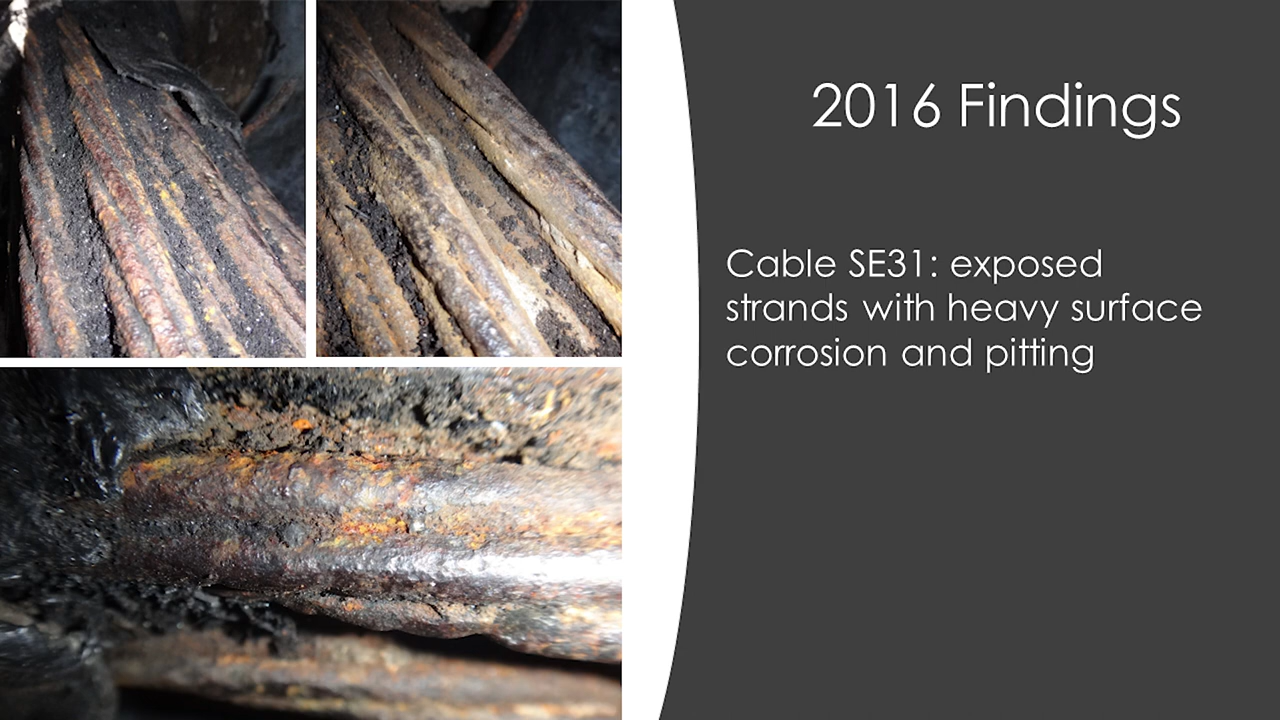 2016 Findings
Cable SE31: exposed
strands with heavy surface
corrosion and pitting